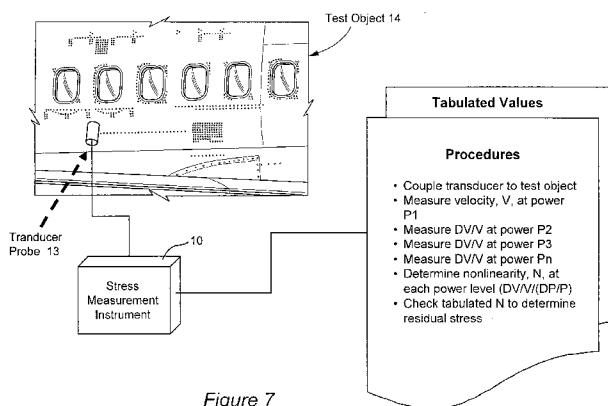 Test Object 14
Tranducer
Probe 13
10
Stress
Measurement
Instrument
Tabulated Values
Procedures
• Couple transducer to test object
• Measure velocity, V, at power
P1
• Measure DV/V at power P2
• Measure DV/V at power P3
• Measure DV/V at power Pn
• Determine nonlinearity, N, at
each power level (DV/V/(DP/P)
• Check tabulated N to determine
residual stress
Figure 7